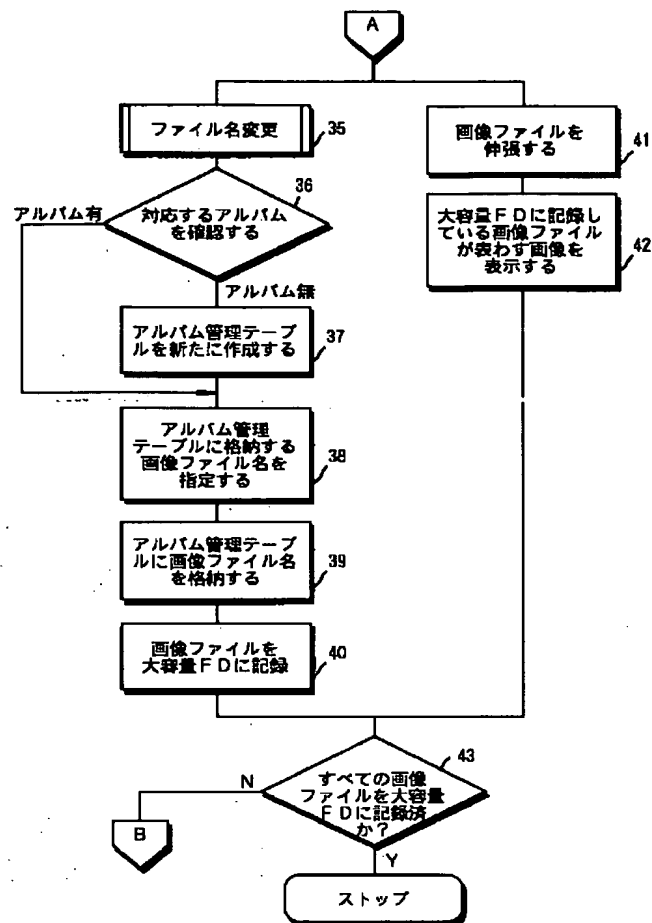 A
ファイル名変更
35
36
アルバム有
対応するアルバム
を確認する
アルバム無
アルバム管理テーブ
ルを新たに作成する
37
アルバム管理
テーブルに格納する
画像ファイル名を
指定する
38
アルバム管理テーブ
ルに画像ファイル名
を格納する
39
画像ファイルを
大容量FDに記録
40
画像ファイルを
伸張する
41
大容量FDに記録し
ている画像ファイル
が表わす画像を
表示する
42
43
すべての画像
ファイルを大容量
FDに記録済
か?
N
B
Y
ストップ